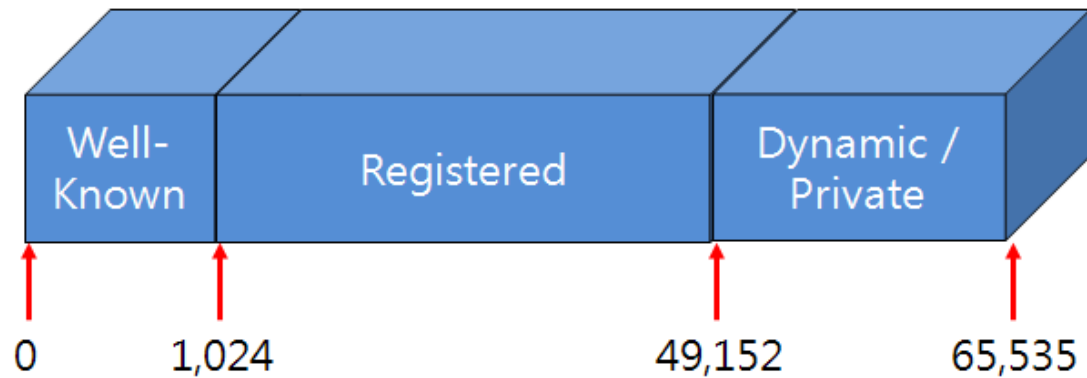 Well-
Known
Registered
Dynamic /
Private
0
1,024
49,152
65,535